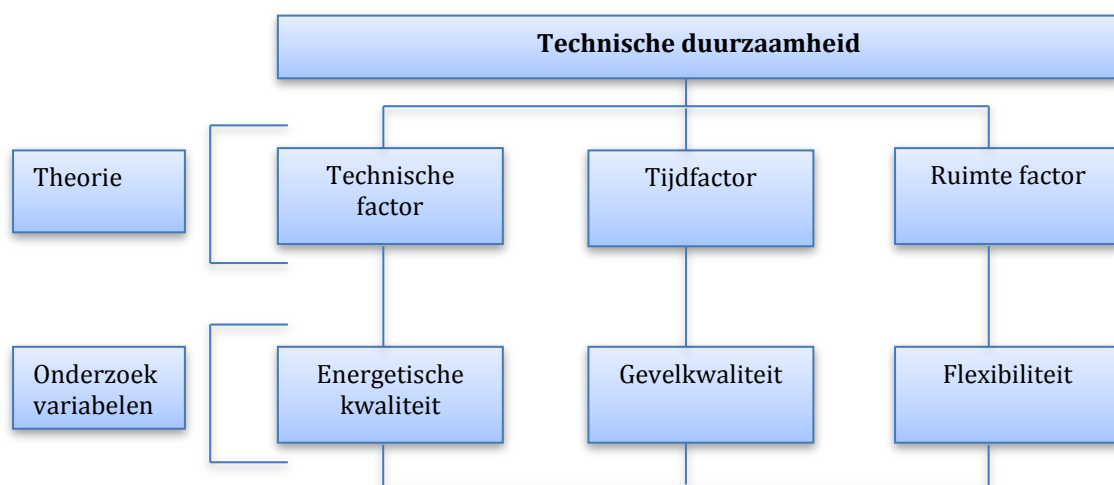 Technische duurzaamheid
Theorie
Technische
factor
Tijdfactor
Ruimte factor
Onderzoek
variabelen
Energetische
kwaliteit
Gevelkwaliteit
Flexibiliteit